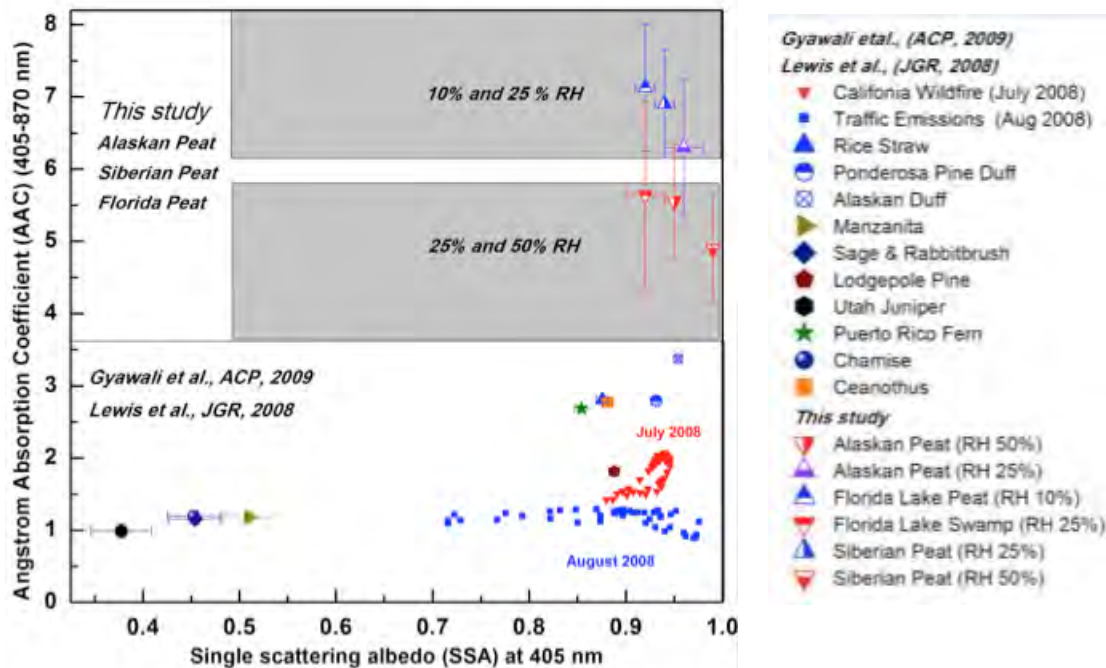 Angstrom Absorption Coefficient (AAC) (405-870 nm)
8
7
6
5
4
3
2
1
0
10% and 25 % RH
This study
Alaskan Peat
Siberian Peat
Florida Peat
25% and 50% RH
Gyawali et al., ACP, 2009
Lewis et al., JGR, 2008
July 2008
August 2008
0.4 0.5 0.6 0.7 0.8 0.9 1.0
Single scattering albedo (SSA) at 405 nm
Gyawali etal., (ACP, 2009)
Lewis et al., (JGR, 2008)
Califonia Wildfire (July 2008)
Traffic Emissions (Aug 2008)
Rice Straw
Ponderosa Pine Duff
Alaskan Duff
Manzanita
Sage & Rabbitbrush
Lodgepole Pine
Utah Juniper
Puerto Rico Fern
Chamise
Ceanothus
This study
Alaskan Peat (RH 50%)
Alaskan Peat (RH 25%)
Florida Lake Peat (RH 10%)
Florida Lake Swamp (RH 25%)
Siberian Peat (RH 25%)
Siberian Peat (RH 50%)